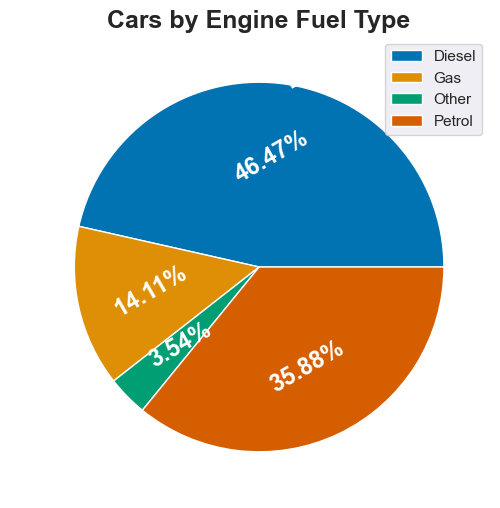 Cars by Engine Fuel Type
Diesel
Gas
Other
Petrol
46.47%
14.11%
3.54%
35.88%